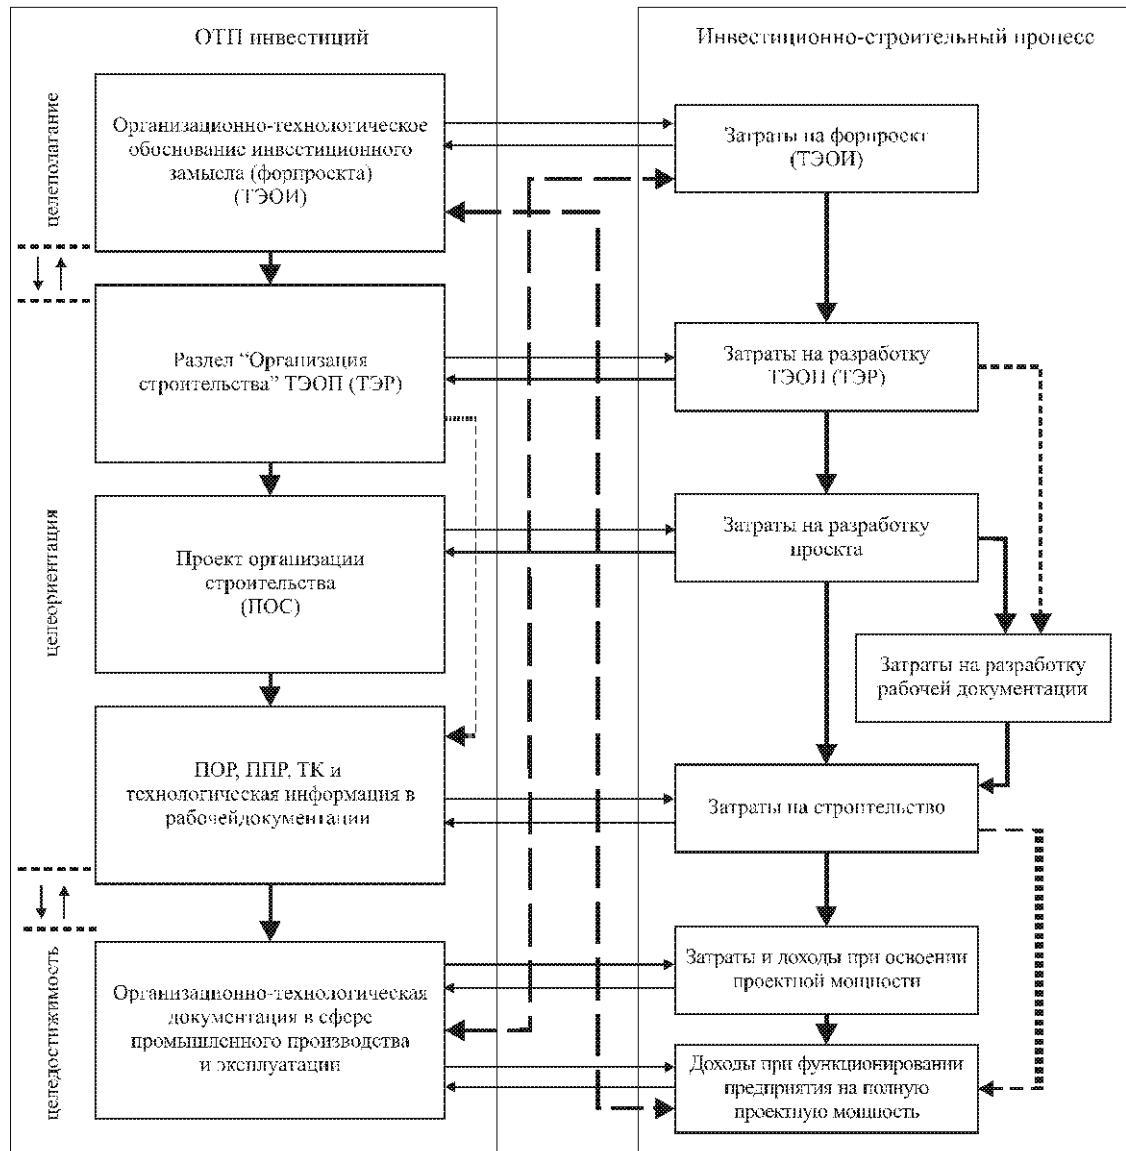 ОТП инвестиций
целеполагание
Организационно-технологическое
обоснование инвестиционного
замысла (форпроекта)
(ТЭОИ)
целеориентация
Раздел “Организация
строительства” ТЭОП (ТЭР)
Проект организации
строительства
(ПОС)
ПОР, ППР, ТК и
технологическая информация в
рабочейдокументации
целедостижимость
Организационно-технологическая
документация в сфере
промышленного производства
и эксплуатации
Инвестиционно-строительный процесс
Затраты на форпроект
(ТЭОИ)
Затраты на разработку
ТЭОП (ТЭР)
Затраты на разработку
проекта
Затраты на разработку
рабочей документации
Затраты на строительство
Затраты и доходы при освоении
проектной мощности
Доходы при функционировании
предприятия на полную
проектную мощность